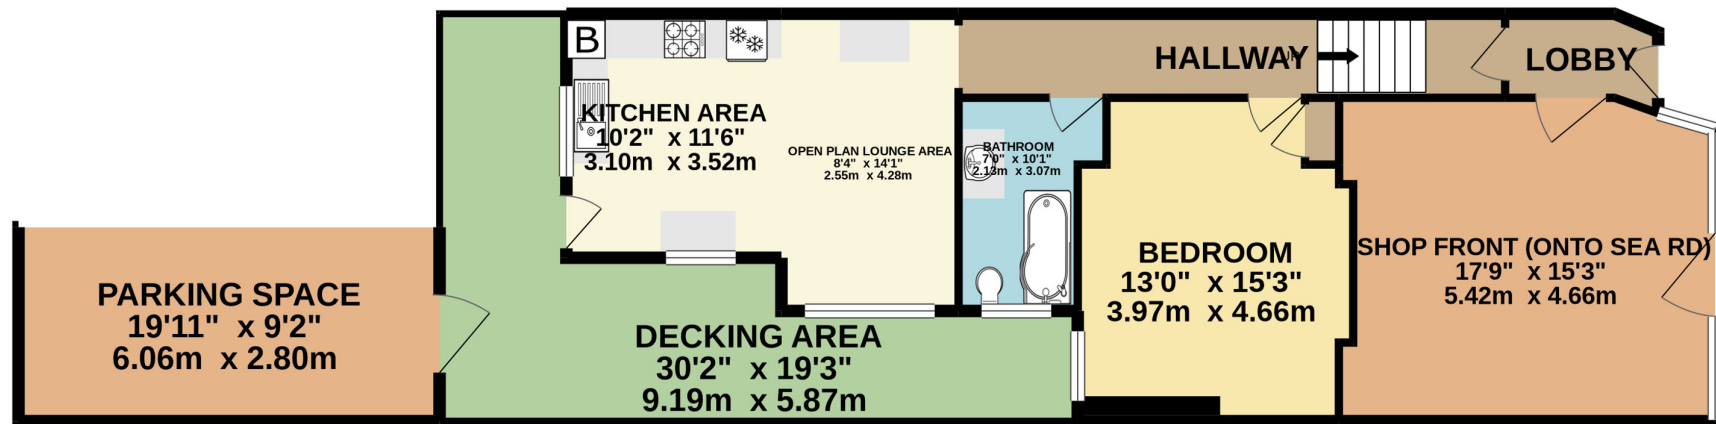 B
KITCHEN AREA
10'2" x 11'6"
3.10m x 3.52m
OPEN PLAN LOUNGE AREA
8'4" x 14'1"
2.55m x 4.28m
BATHROOM
7'0" x 10'1"
2.13m x 3.07m
HALLWAY
UP
LOBBY
PARKING SPACE
19'11" x 9'2"
6.06m x 2.80m
DECKING AREA
30'2" x 19'3"
9.19m x 5.87m
BEDROOM
13'0" x 15'3"
3.97m x 4.66m
SHOP FRONT (ONTO SEA RD)
17'9" x 15'3"
5.42m x 4.66m